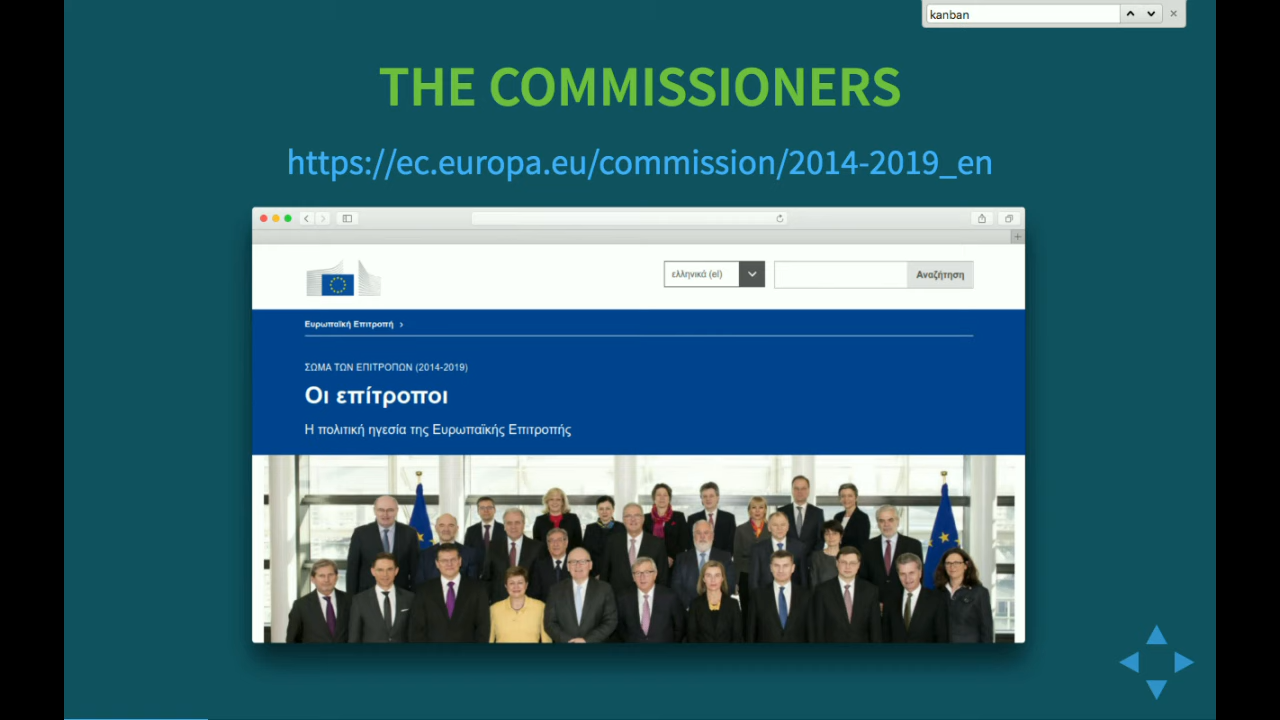 kanban
THE COMMISSIONERS
https://ec.europa.eu/commission/2014-2019_en
ελληνικά (el)
Αναζήτηση
Ευρωπαϊκή Επιτροπή
ΣΩΜΑ ΤΩΝ ΕΠΙΤΡΟΠΩΝ (2014-2019)
Οι επίτροποι
Η πολιτική ηγεσία της Ευρωπαϊκής Επιτροπής